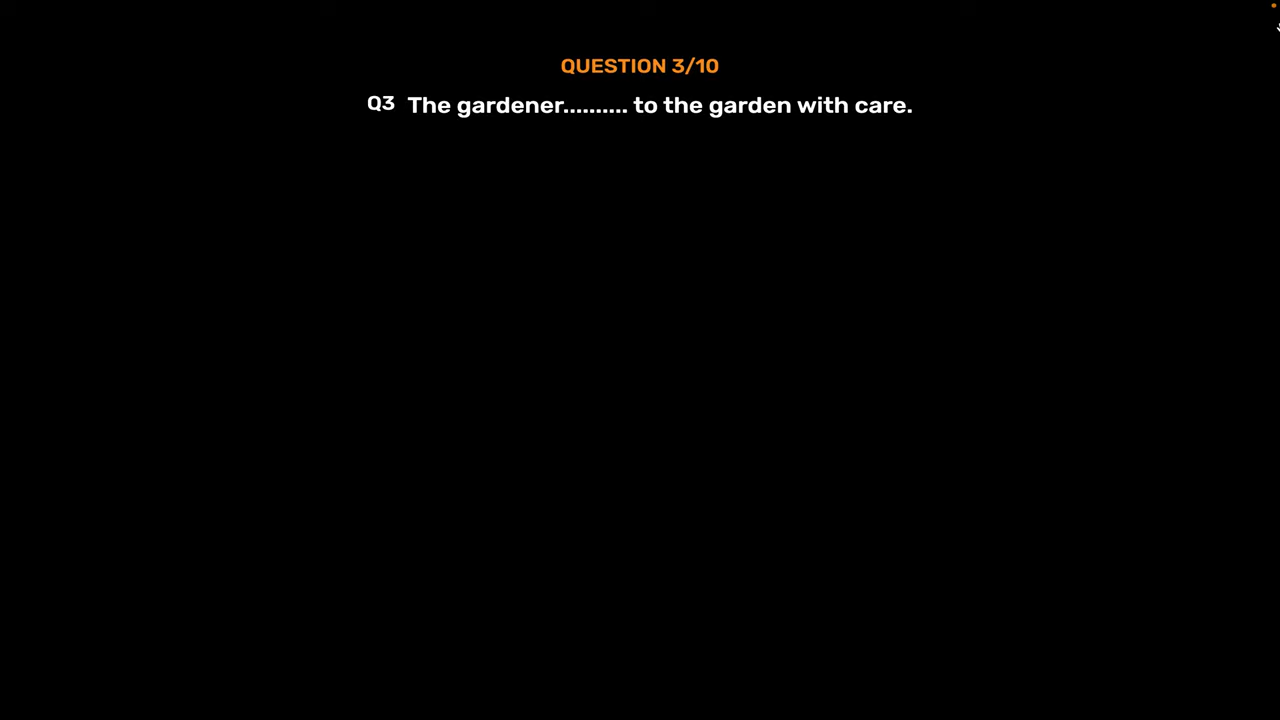 QUESTION 3/10
Q3 The gardener.......... to the garden with care.